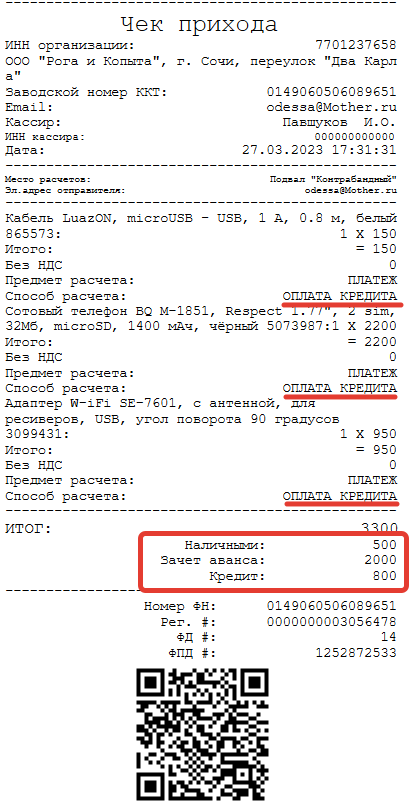 Чек прихода
ИНН организации: 7701237658
ООО "Рога и Копыта", г. Сочи, переулок "Два Карл
а"
Заводской номер ККТ: 0149060506089651
Email: odessa@Mother.ru
Кассир: Павшуков И.О.
ИНН кассира: 000000000000
Дата: 27.03.2023 17:31:31
Место расчетов: Подвал "Контрабандный"
Эл.адрес отправителя: odessa@Mother.ru
Кабель LuazON, microUSB - USB, 1 А, 0.8 м, белый
865573: 1 X 150
Итого: = 150
Без НДС 0
Предмет расчета: ПЛАТЕЖ
Способ расчета: ОПЛАТА КРЕДИТА
Сотовый телефон BQ M-1851, Respect 1.77", 2 sim,
32Мб, microSD, 1400 мАч, чёрный 5073987:1 X 2200
Итого: = 2200
Без НДС 0
Предмет расчета: ПЛАТЕЖ
Способ расчета: ОПЛАТА КРЕДИТА
Адаптер W-iFi SE-7601, с антенной, для
ресиверов, USB, угол поворота 90 градусов
3099431: 1 X 950
Итого: = 950
Без НДС 0
Предмет расчета: ПЛАТЕЖ
Способ расчета: ОПЛАТА КРЕДИТА
ИТОГ: 3300
Наличными: 500
Зачет аванса: 2000
Кредит: 800
Номер ФН: 0149060506089651
Рег. #: 0000000003056478
ФД #: 14
ФПД #: 1252872533